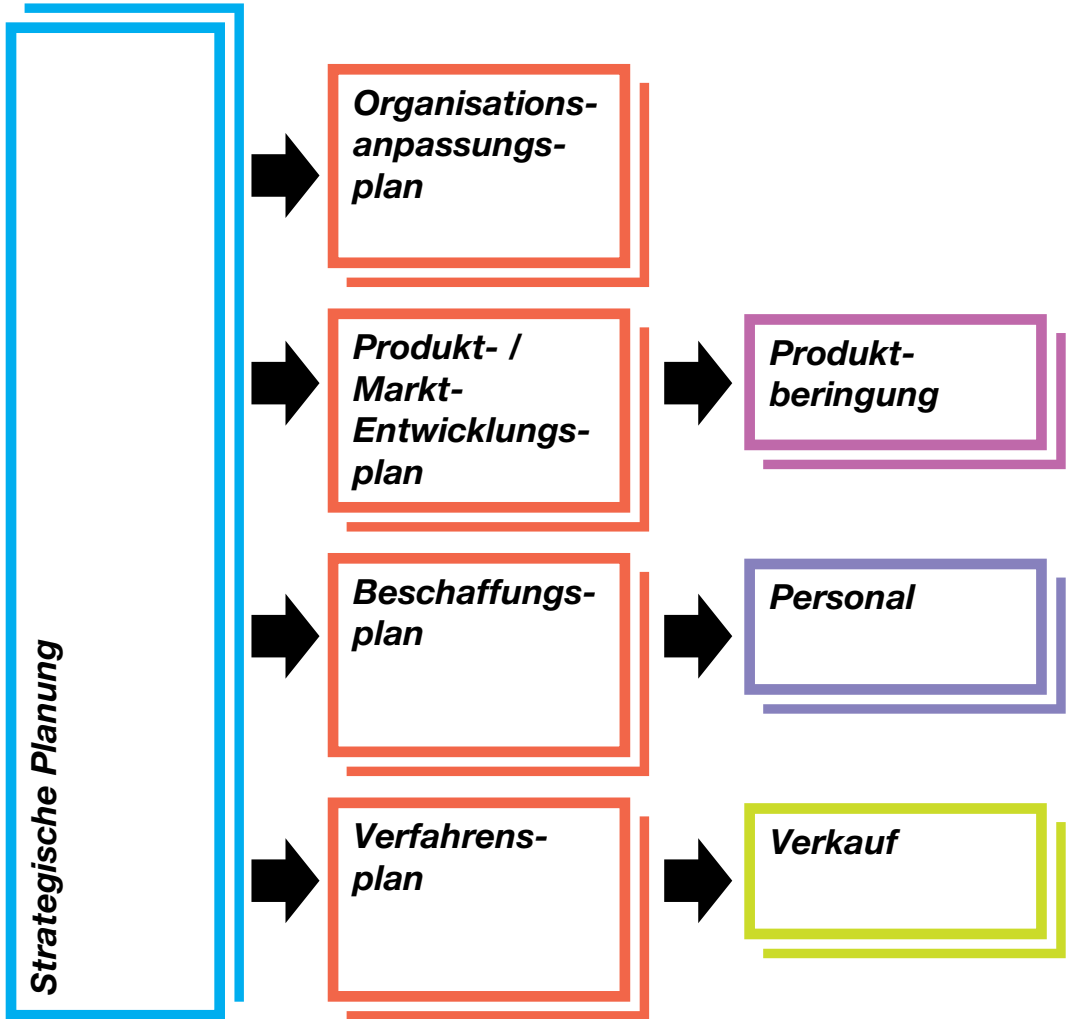 Strategische Planung
Organisations-
anpassungs-
plan
Produkt- /
Markt-
Entwicklungs-
plan
Produkt-
beringung
Beschaffungs-
plan
Personal
Verfahrens-
plan
Verkauf